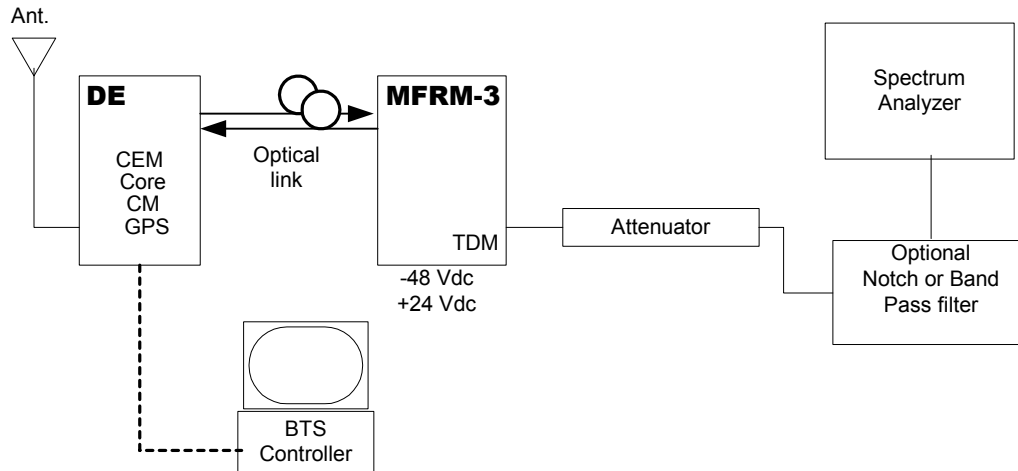 Ant.
DE
CEM
Core
CM
GPS
Optical
link
MFRM-3
TDM
-48 Vdc
+24 Vdc
Attenuator
Spectrum
Analyzer
Optional
Notch or Band
Pass filter
BTS
Controller